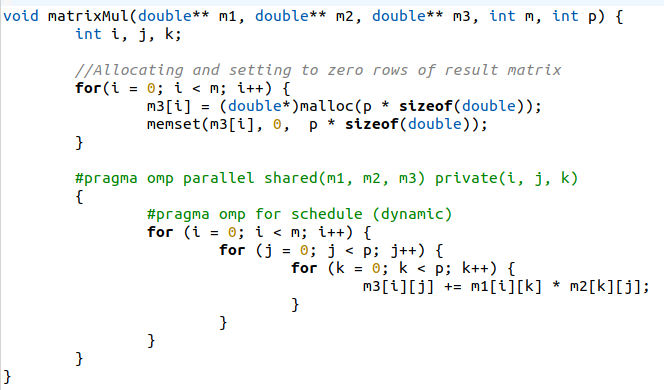 void matrixMul(double** m1, double** m2, double** m3, int m, int p) {
        int i, j, k;

        //Allocating and setting to zero rows of result matrix
        for(i = 0; i < m; i++) {
                m3[i] = (double*)malloc(p * sizeof(double));
                memset(m3[i], 0,  p * sizeof(double));
        }

        #pragma omp parallel shared(m1, m2, m3) private(i, j, k)
        {
                #pragma omp for schedule (dynamic)
                for (i = 0; i < m; i++) {
                        for (j = 0; j < p; j++) {
                                for (k = 0; k < p; k++) {
                                        m3[i][j] += m1[i][k] * m2[k][j];
                                }
                        }
                }
        }
}